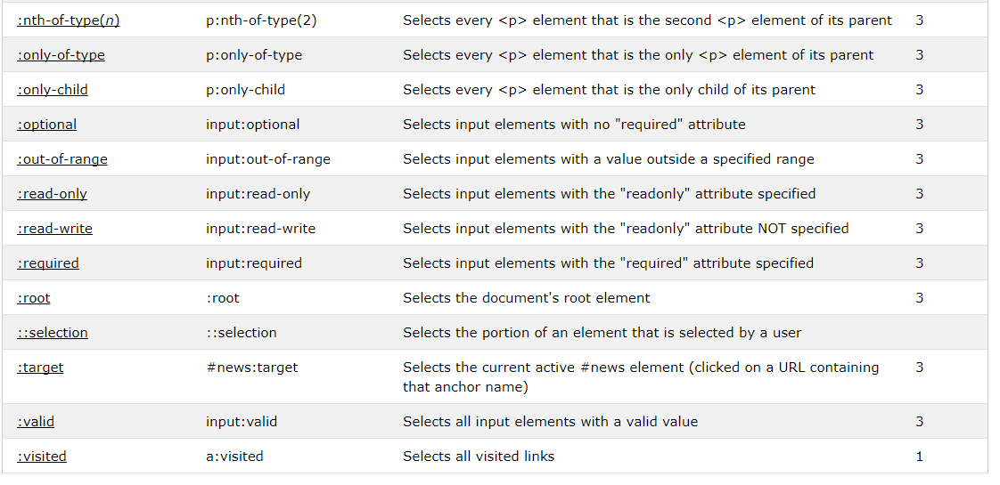 :nth-of-type(n) p:nth-of-type(2) Selects every <p> element that is the second <p> element of its parent 3
:only-of-type p:only-of-type Selects every <p> element that is the only <p> element of its parent 3
:only-child p:only-child Selects every <p> element that is the only child of its parent 3
:optional input:optional Selects input elements with no "required" attribute 3
:out-of-range input:out-of-range Selects input elements with a value outside a specified range 3
:read-only input:read-only Selects input elements with the "readonly" attribute specified 3
:read-write input:read-write Selects input elements with the "readonly" attribute NOT specified 3
:required input:required Selects input elements with the "required" attribute specified 3
:root :root Selects the document's root element 3
::selection ::selection Selects the portion of an element that is selected by a user
:target #news:target Selects the current active #news element (clicked on a URL containing 3
that anchor name)
:valid input:valid Selects all input elements with a valid value 3
:visited a:visited Selects all visited links 1